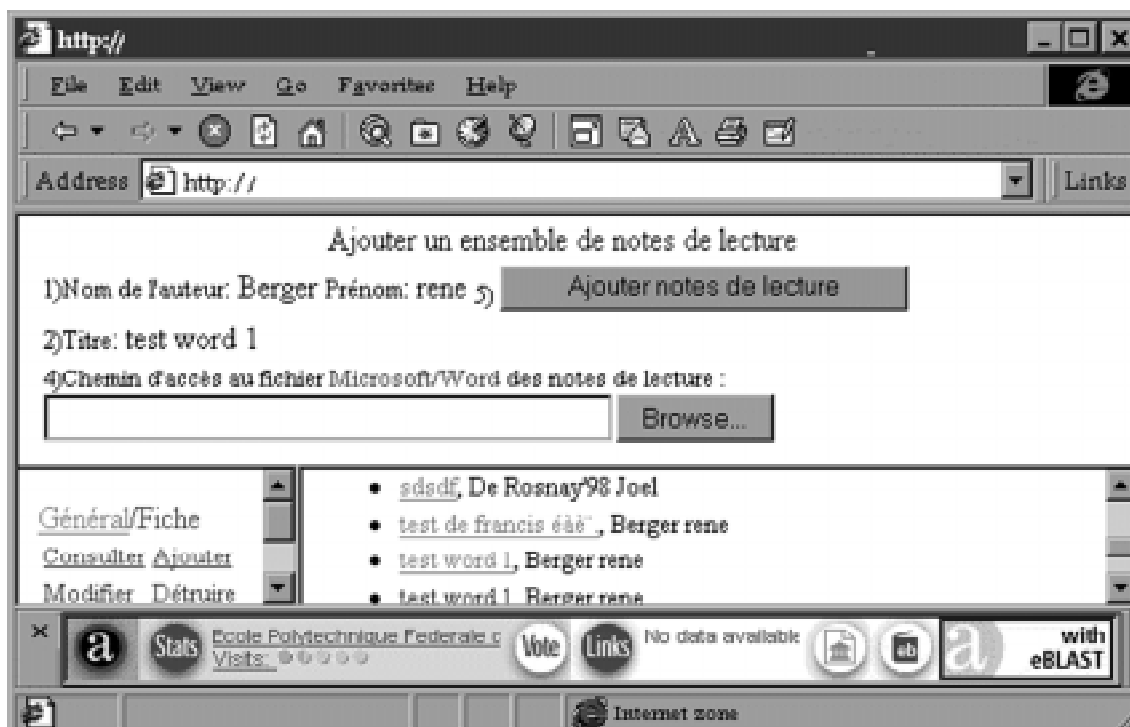 http://
File Edit View Go Favorites Help
Address http:// Links
Ajouter un ensemble de notes de lecture
1)Nom de l'auteur: Berger Prénom: rene 5) Ajouter notes de lecture
2)Titre: test word 1
4)Chemin d'accès au fichier Microsoft/Word des notes de lecture :
Browse...
Général/Fiche
Consulter Ajouter
Modifier Détruire
• sdsdf, De Rosnay'98 Joel
• test de francis éàè¨, Berger rene
• test word 1, Berger rene
• test word 1, Berger rene
a Stats Ecole Polytechnique Federale Vote Links No data available eb a with
Visits: eBLAST
Internet zone